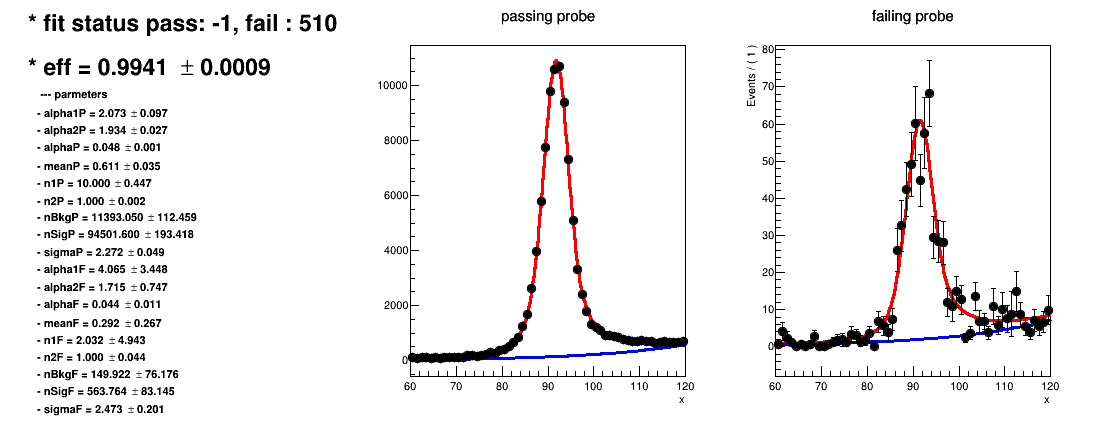 * fit status pass: -1, fail : 510
* eff = 0.9941 ± 0.0009
--- parmeters
- alpha1P = 2.073 ± 0.097
- alpha2P = 1.934 ± 0.027
- alphaP = 0.048 ± 0.001
- meanP = 0.611 ± 0.035
- n1P = 10.000 ± 0.447
- n2P = 1.000 ± 0.002
- nBkgP = 11393.050 ± 112.459
- nSigP = 94501.600 ± 193.418
- sigmaP = 2.272 ± 0.049
- alpha1F = 4.065 ± 3.448
- alpha2F = 1.715 ± 0.747
- alphaF = 0.044 ± 0.011
- meanF = 0.292 ± 0.267
- n1F = 2.032 ± 4.943
- n2F = 1.000 ± 0.044
- nBkgF = 149.922 ± 76.176
- nSigF = 563.764 ± 83.145
- sigmaF = 2.473 ± 0.201
passing probe
10000
8000
6000
4000
2000
0
60 70 80 90 100 110 120
x
failing probe
Events / ( 1 )
80
70
60
50
40
30
20
10
0
60 70 80 90 100 110 120
x